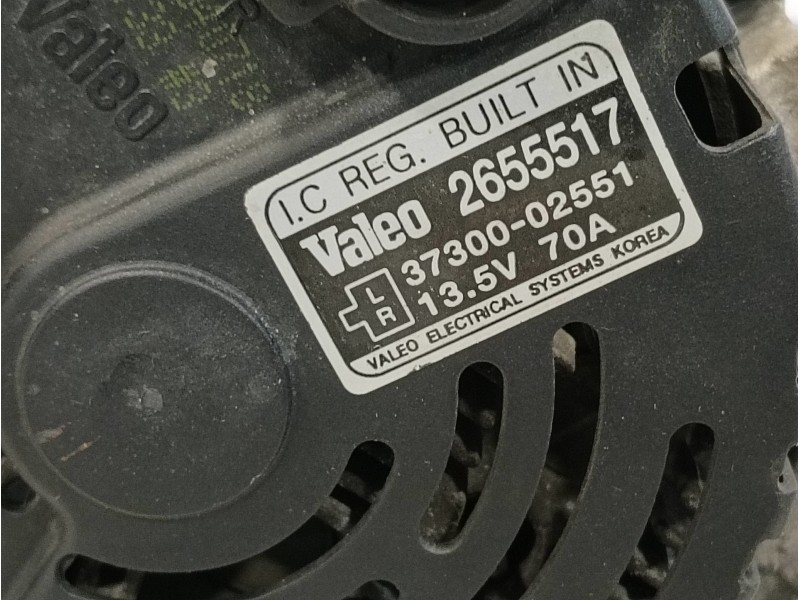 Valeo
R
I.C REG. BUILT IN
Valeo 2655517
37300-02551
L
R
13.5V 70A
VALEO ELECTRICAL SYSTEMS KOREA